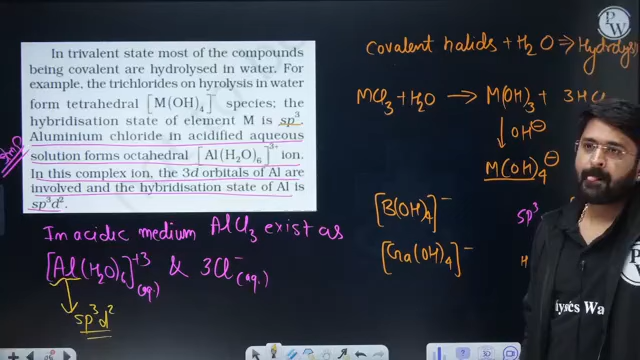 In trivalent state most of the compounds
being covalent are hydrolysed in water. For
example, the trichlorides on hyrolysis in water
form tetrahedral [M(OH)₄]⁻ species; the
hybridisation state of element M is sp³.
Aluminium chloride in acidified aqueous
solution forms octahedral [Al(H₂O)₆]³⁺ ion.
In this complex ion, the 3d orbitals of Al are
involved and the hybridisation state of Al is
sp³d².
In acidic medium AlCl₃ exist as
[Al(H₂O)₆]⁺³(aq.) & 3Cl⁻(aq.)
sp³d²
covalent halids + H₂O ⇒ Hydrolys
MCl₃ + H₂O → M(OH)₃ + 3HCl
↓ OH⊖
M(OH)₄⊖
[B(OH)₄]⁻ sp³
[Ga(OH)₄]⁻
PW
hysics Wa